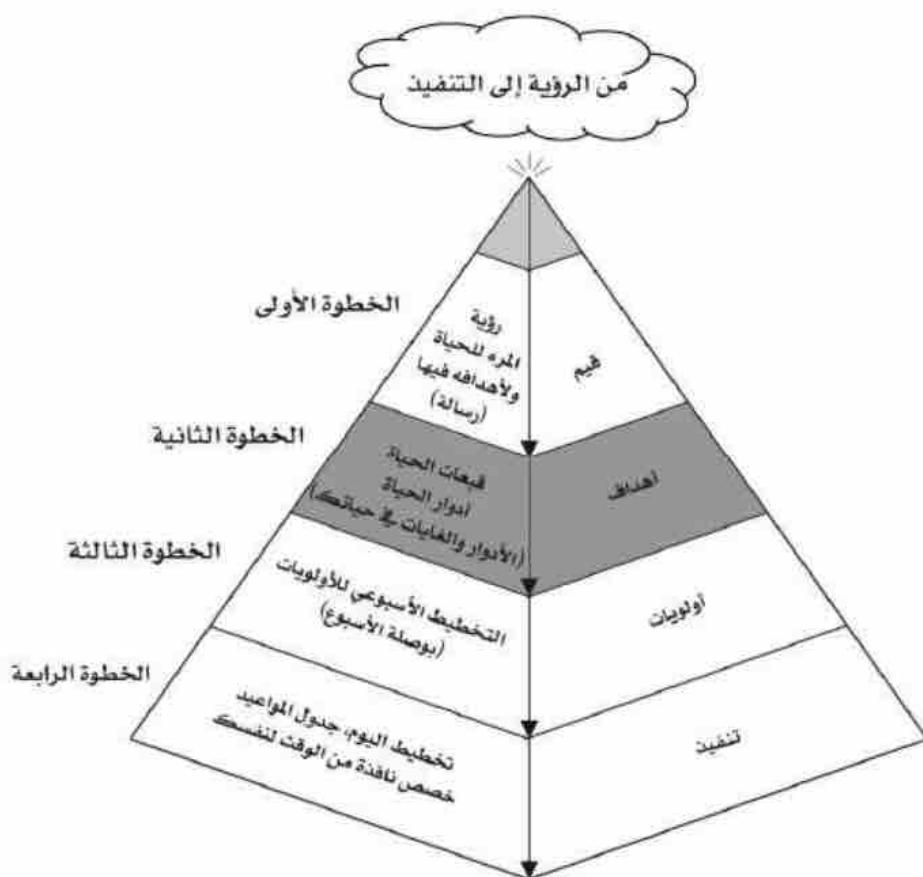 من الرؤية إلى التنفيذ
الخطوة الأولى
رؤية
المرء للحياة
ولأهدافه فيها
(رسالة)
قيم
الخطوة الثانية
قبعات الحياة
أدوار الحياة
(الأدوار والغايات في حياتك)
أهداف
الخطوة الثالثة
التخطيط الأسبوعي للأولويات
(بوصلة الأسبوع)
أولويات
الخطوة الرابعة
تخطيط اليوم، جدول المواعيد
خصص نافذة من الوقت لنفسك
تنفيذ